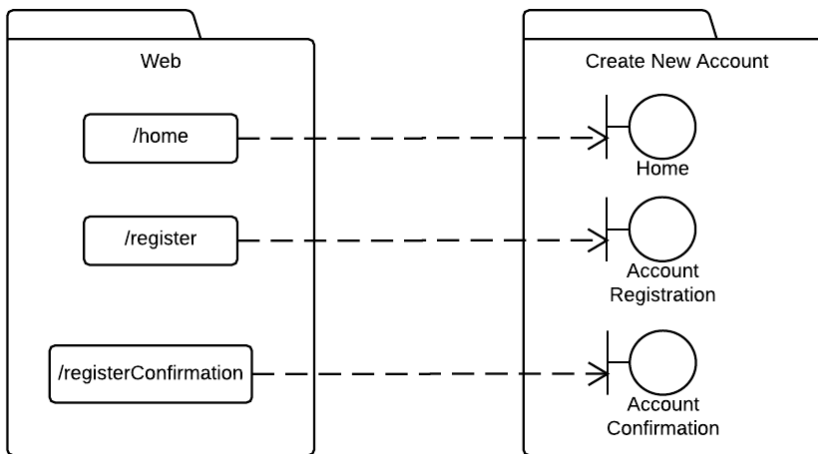 Web
Create New Account
/home
Home
/register
Account
Registration
/registerConfirmation
Account
Confirmation